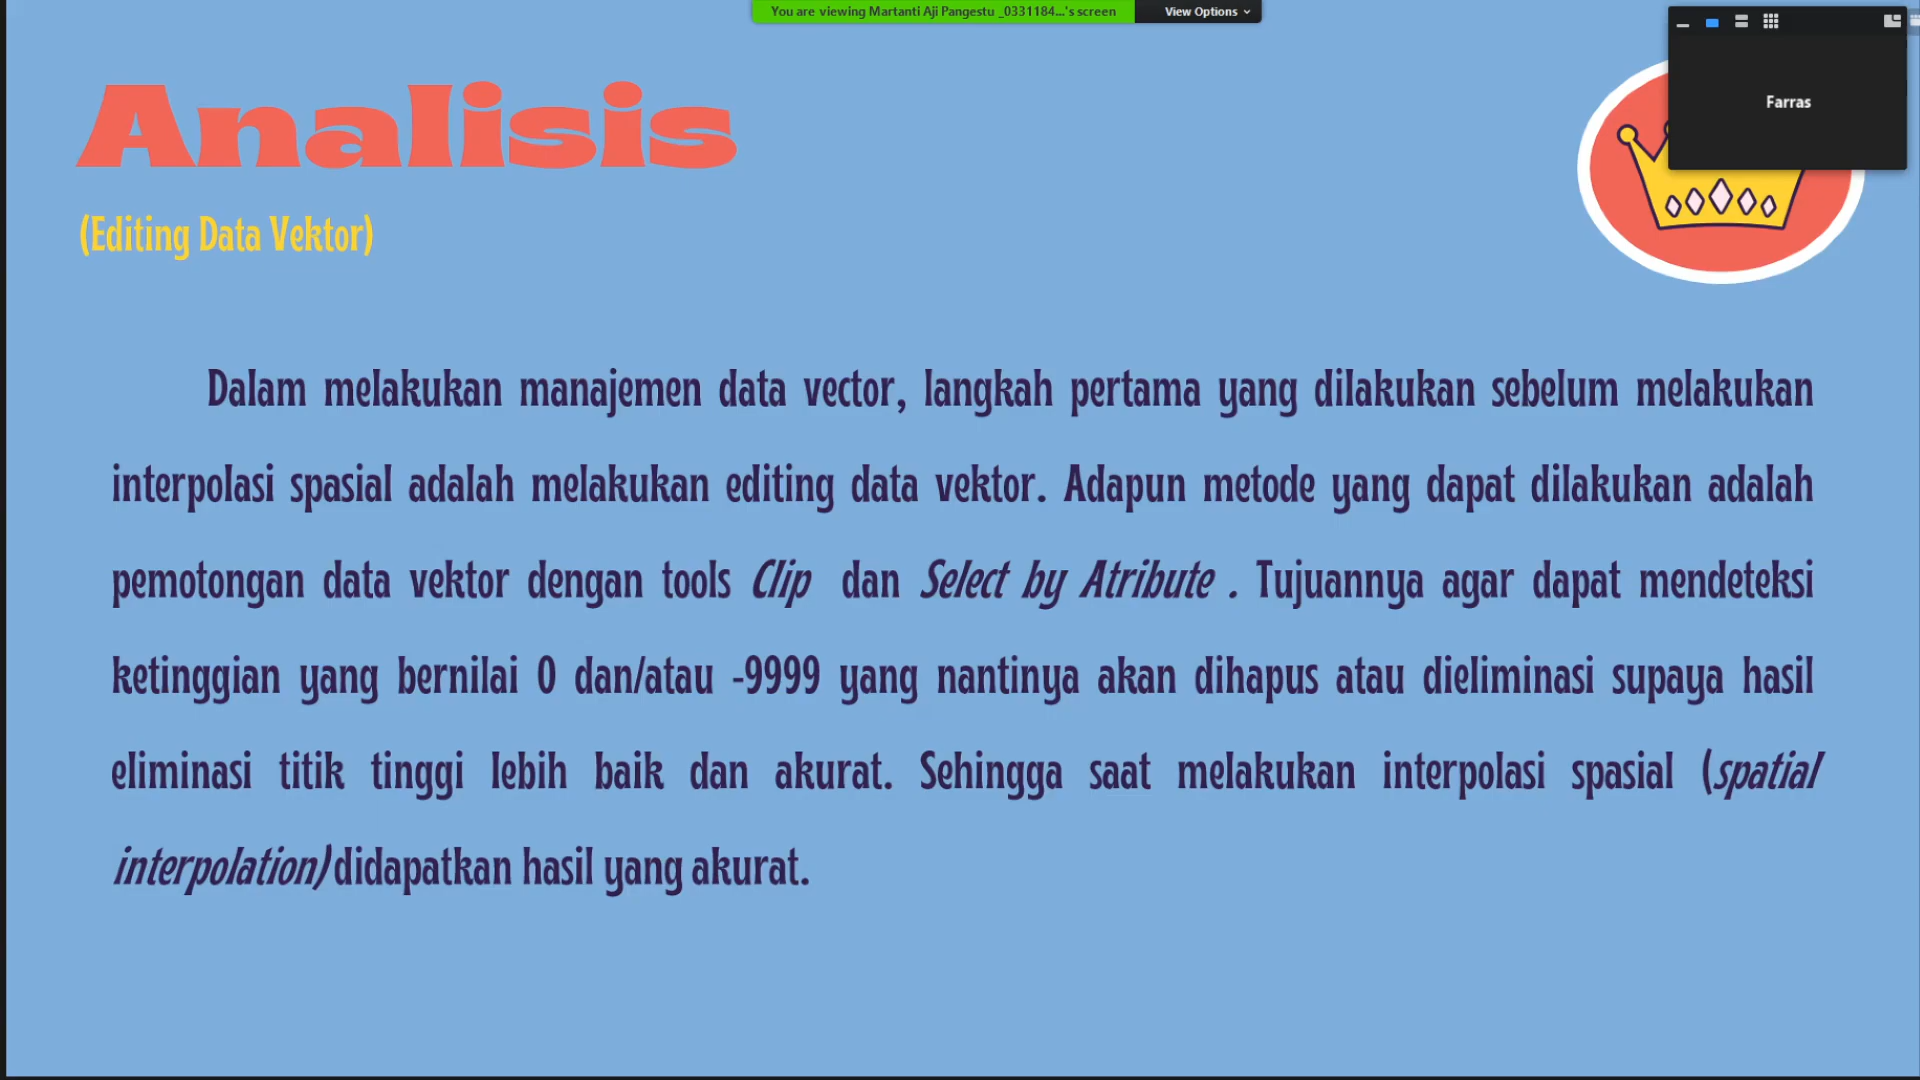 You are viewing Martanti Aji Pangestu _0331184...'s screen
View Options
Farras
Analisis
(Editing Data Vektor)
Dalam melakukan manajemen data vector, langkah pertama yang dilakukan sebelum melakukan
interpolasi spasial adalah melakukan editing data vektor. Adapun metode yang dapat dilakukan adalah
pemotongan data vektor dengan tools Clip dan Select by Atribute . Tujuannya agar dapat mendeteksi
ketinggian yang bernilai 0 dan/atau -9999 yang nantinya akan dihapus atau dieliminasi supaya hasil
eliminasi titik tinggi lebih baik dan akurat. Sehingga saat melakukan interpolasi spasial (spatial
interpolation) didapatkan hasil yang akurat.